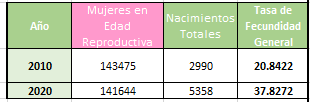 Año Mujeres en Edad Reproductiva Nacimientos Totales Tasa de Fecundidad General
2010 143475 2990 20.8422
2020 141644 5358 37.8272